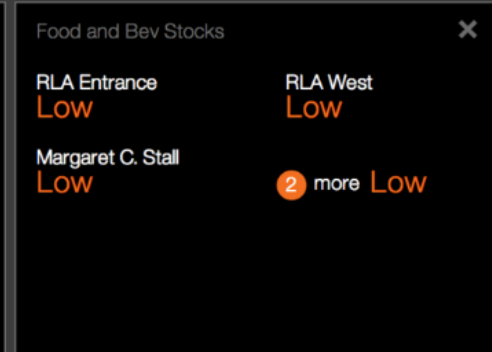 Food and Bev Stocks
RLA Entrance
Low
RLA West
Low
Margaret C. Stall
Low
2 more Low